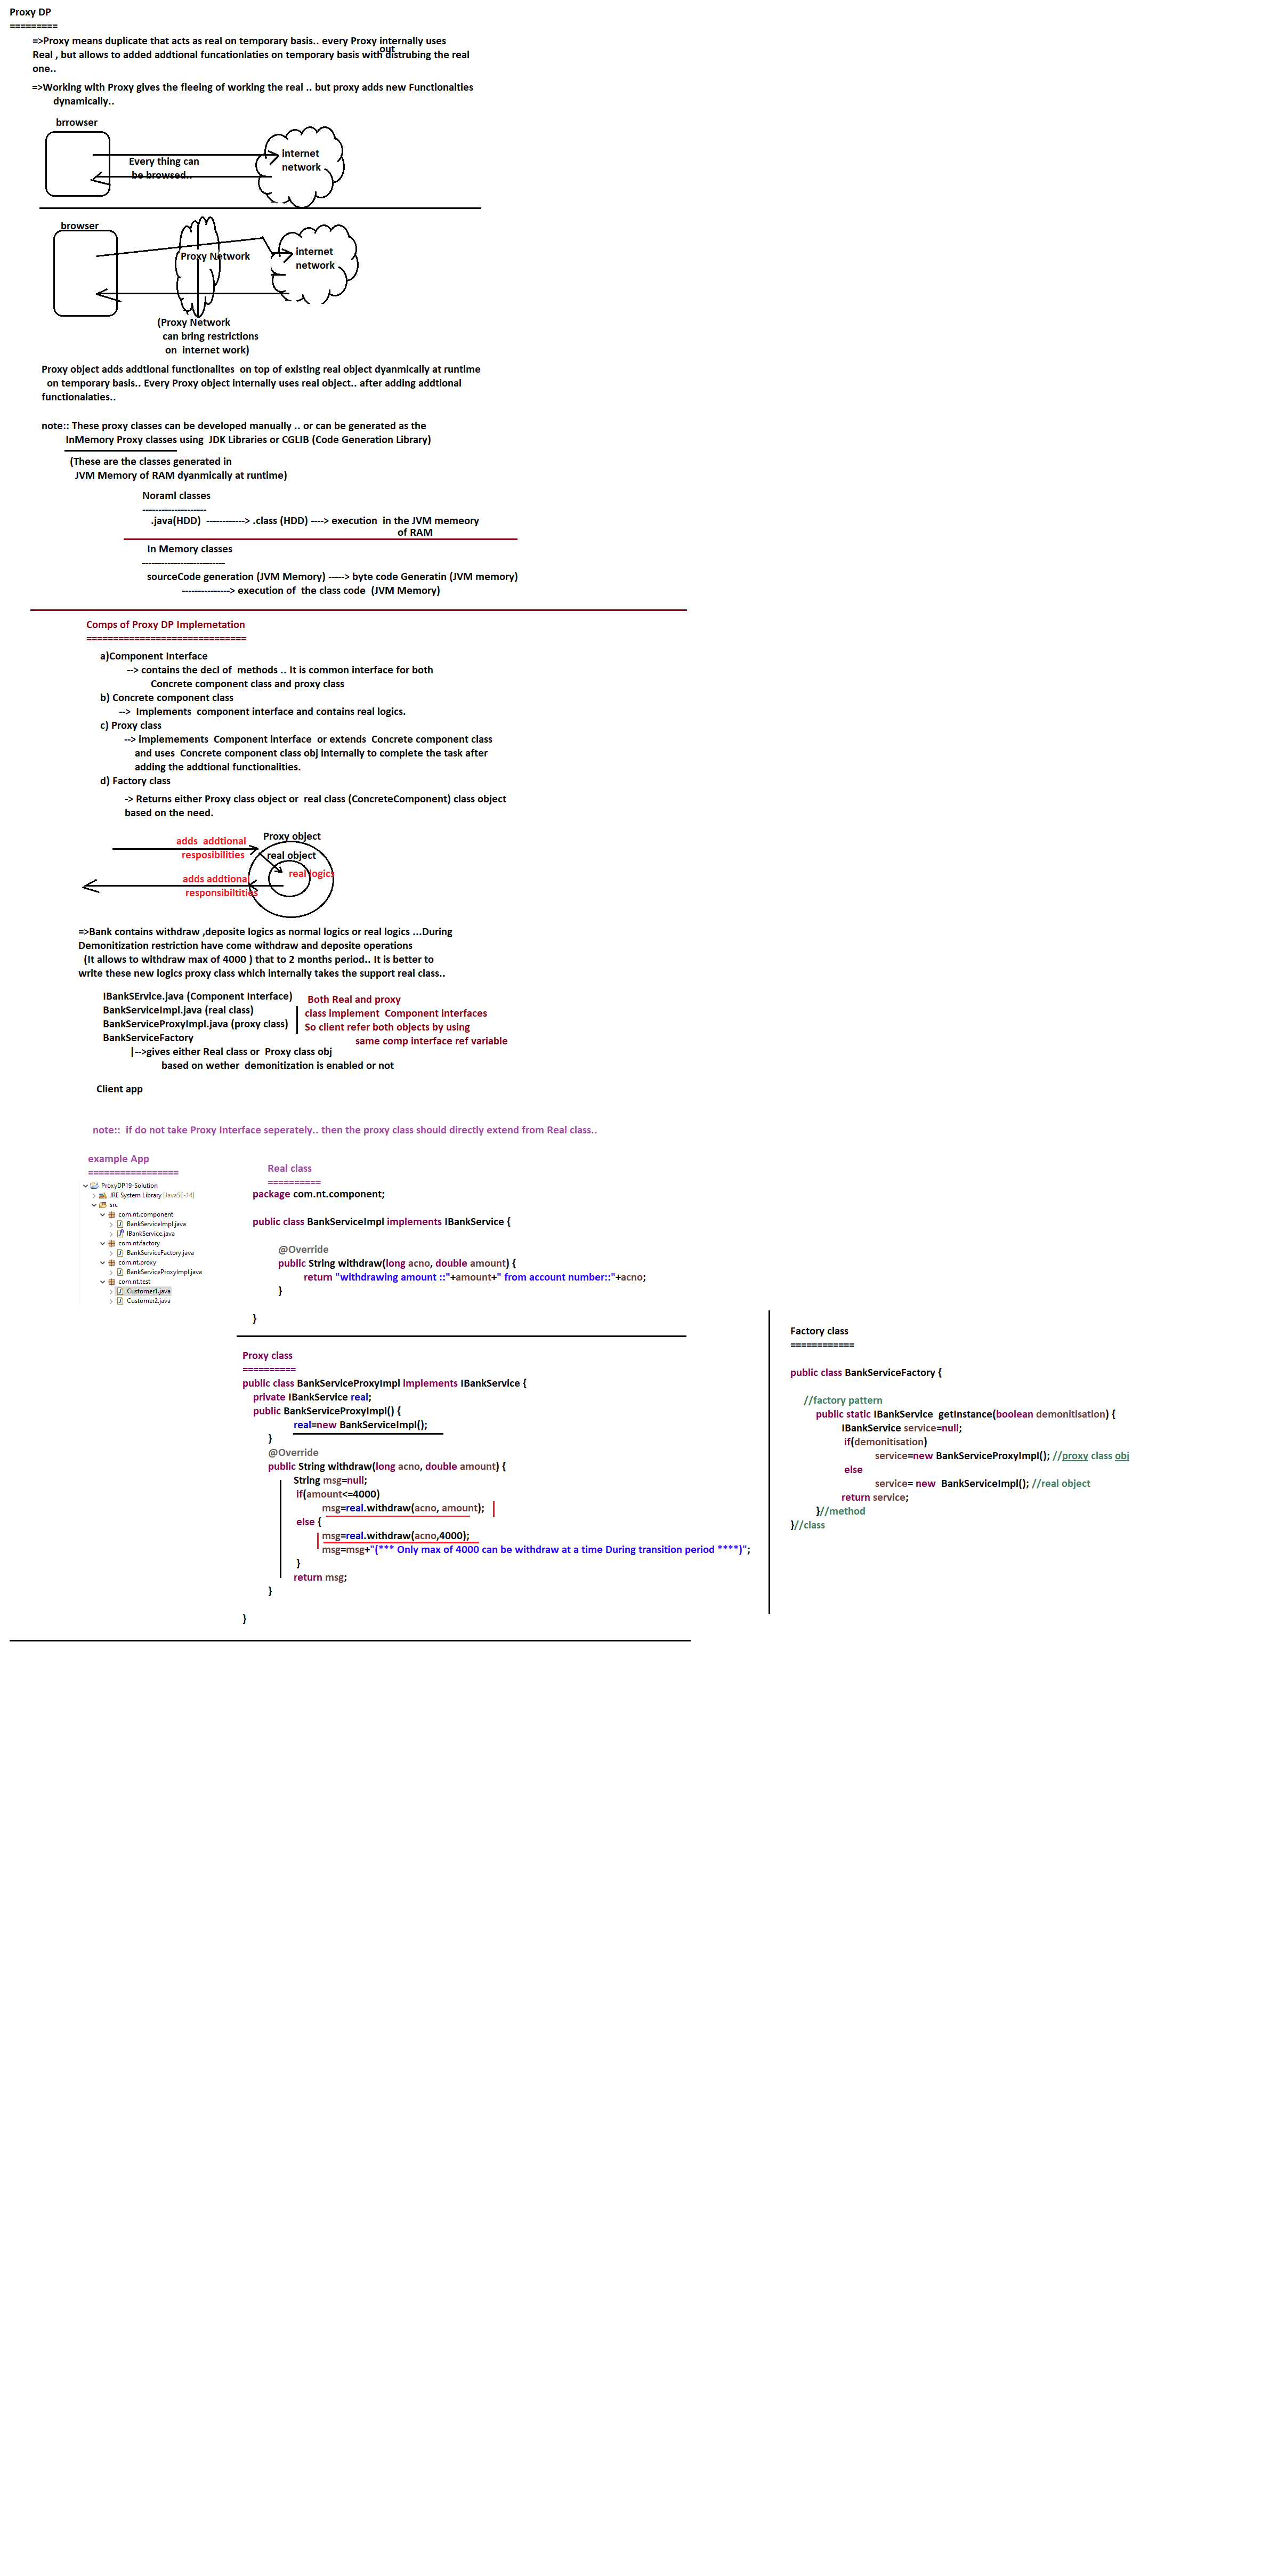 Proxy DP
=========
=>Proxy means duplicate that acts as real on temporary basis.. every Proxy internally uses
out
Real , but allows to added addtional funcationlaties on temporary basis with distrubing the real
one..
=>Working with Proxy gives the fleeing of working the real .. but proxy adds new Functionalties
dynamically..
brrowser
internet
network
Every thing can
be browsed..
browser
Proxy Network
internet
network
(Proxy Network
can bring restrictions
on  internet work)
Proxy object adds addtional functionalites  on top of existing real object dyanmically at runtime
on temporary basis.. Every Proxy object internally uses real object.. after adding addtional
functionalaties..
note:: These proxy classes can be developed manually .. or can be generated as the
InMemory Proxy classes using  JDK Libraries or CGLIB (Code Generation Library)
(These are the classes generated in
JVM Memory of RAM dyanmically at runtime)
Noraml classes
-------------------
.java(HDD)  ------------> .class (HDD) ----> execution  in the JVM memeory
of RAM
In Memory classes
-------------------------
sourceCode generation (JVM Memory) -----> byte code Generatin (JVM memory)
---------------> execution of  the class code  (JVM Memory)
Comps of Proxy DP Implemetation
==============================
a)Component Interface
--> contains the decl of  methods .. It is common interface for both
Concrete component class and proxy class
b) Concrete component class
-->  Implements  component interface and contains real logics.
c) Proxy class
--> implemements  Component interface  or extends  Concrete component class
and uses  Concrete component class obj internally to complete the task after
adding the addtional functionalities.
d) Factory class
-> Returns either Proxy class object or  real class (ConcreteComponent) class object
based on the need.
Proxy object
adds  addtional
resposibilities
real object
real logics
adds addtional
responsibiltities
=>Bank contains withdraw ,deposite logics as normal logics or real logics ...During
Demonitization restriction have come withdraw and deposite operations
(It allows to withdraw max of 4000 ) that to 2 months period.. It is better to
write these new logics proxy class which internally takes the support real class..
IBankSErvice.java (Component Interface)
BankServiceImpl.java (real class)
BankServiceProxyImpl.java (proxy class)
BankServiceFactory
|-->gives either Real class or  Proxy class obj
based on wether  demonitization is enabled or not
Both Real and proxy
class implement  Component interfaces
So client refer both objects by using
same comp interface ref variable
Client app
note::  if do not take Proxy Interface seperately.. then the proxy class should directly extend from Real class..
example App
=================
ProxyDP19-Solution
JRE System Library [JavaSE-14]
src
com.nt.component
BankServiceImpl.java
IBankService.java
com.nt.factory
BankServiceFactory.java
com.nt.proxy
BankServiceProxyImpl.java
com.nt.test
Customer1.java
Customer2.java
Real class
==========
package com.nt.component;
public class BankServiceImpl implements IBankService {
@Override
public String withdraw(long acno, double amount) {
return "withdrawing amount ::"+amount+" from account number::"+acno;
}
}
Proxy class
==========
public class BankServiceProxyImpl implements IBankService {
private IBankService real;
public BankServiceProxyImpl() {
real=new BankServiceImpl();
}
@Override
public String withdraw(long acno, double amount) {
String msg=null;
if(amount<=4000)
msg=real.withdraw(acno, amount);
else {
msg=real.withdraw(acno,4000);
msg=msg+"(*** Only max of 4000 can be withdraw at a time During transition period ****)";
}
return msg;
}
}
Factory class
============
public class BankServiceFactory {
//factory pattern
public static IBankService  getInstance(boolean demonitisation) {
IBankService service=null;
if(demonitisation)
service=new BankServiceProxyImpl(); //proxy class obj
else
service= new  BankServiceImpl(); //real object
return service;
}//method
}//class